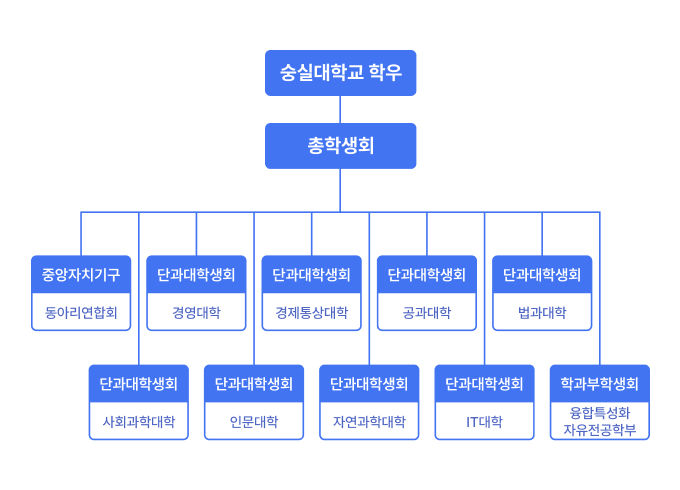 숭실대학교 학우
총학생회
중앙자치기구
동아리연합회
단과대학생회
경영대학
단과대학생회
경제통상대학
단과대학생회
공과대학
단과대학생회
법과대학
단과대학생회
사회과학대학
단과대학생회
인문대학
단과대학생회
자연과학대학
단과대학생회
IT대학
학과부학생회
융합특성화
자유전공학부